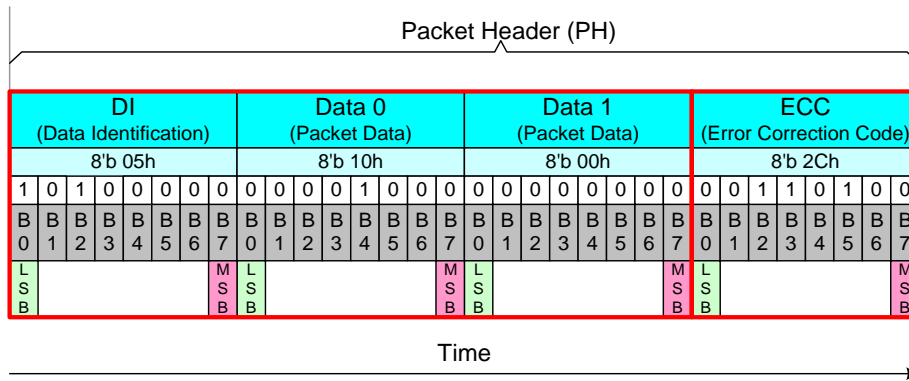 Packet Header (PH)
DI Data 0 Data 1 ECC
(Data Identification) (Packet Data) (Packet Data) (Error Correction Code)
8'b 05h 8'b 10h 8'b 00h 8'b 2Ch
1 0 1 0 0 0 0 0 0 0 0 0 1 0 0 0 0 0 0 0 0 0 0 0 0 0 1 1 0 1 0 0
B B B B B B B B B B B B B B B B B B B B B B B B B B B B B B B B
0 1 2 3 4 5 6 7 0 1 2 3 4 5 6 7 0 1 2 3 4 5 6 7 0 1 2 3 4 5 6 7
L M L M L M L M
S S S S S S S S
B B B B B B B B
Time